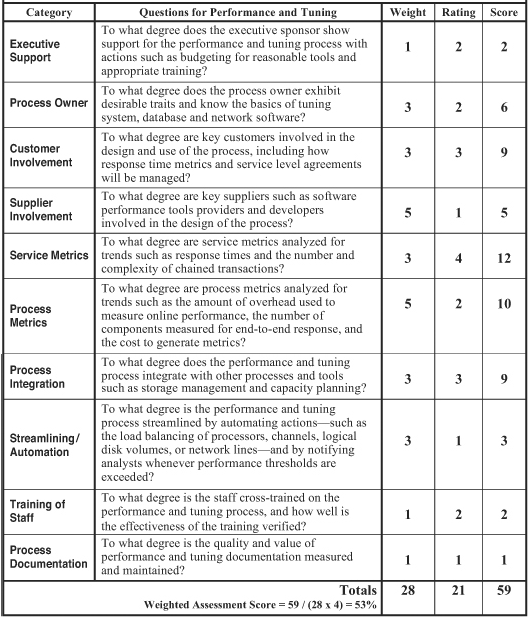 Category Questions for Performance and Tuning Weight Rating Score
Executive Support To what degree does the executive sponsor show
support for the performance and tuning process with
actions such as budgeting for reasonable tools and
appropriate training? 1 2 2
Process Owner To what degree does the process owner exhibit
desirable traits and know the basics of tuning
system, database and network software? 3 2 6
Customer Involvement To what degree are key customers involved in the
design and use of the process, including how
response time metrics and service level agreements
will be managed? 3 3 9
Supplier Involvement To what degree are key suppliers such as software
performance tools providers and developers
involved in the design of the process? 5 1 5
Service Metrics To what degree are service metrics analyzed for
trends such as response times and the number and
complexity of chained transactions? 3 4 12
Process Metrics To what degree are process metrics analyzed for
trends such as the amount of overhead used to
measure online performance, the number of
components measured for end-to-end response, and
the cost to generate metrics? 5 2 10
Process Integration To what degree does the performance and tuning
process integrate with other processes and tools
such as storage management and capacity planning? 3 3 9
Streamlining/ Automation To what degree is the performance and tuning
process streamlined by automating actions—such as
the load balancing of processors, channels, logical
disk volumes, or network lines—and by notifying
analysts whenever performance thresholds are
exceeded? 3 1 3
Training of Staff To what degree is the staff cross-trained on the
performance and tuning process, and how well is
the effectiveness of the training verified? 1 2 2
Process Documentation To what degree is the quality and value of
performance and tuning documentation measured
and maintained? 1 1 1
Totals 28 21 59
Weighted Assessment Score = 59 / (28 x 4) = 53%